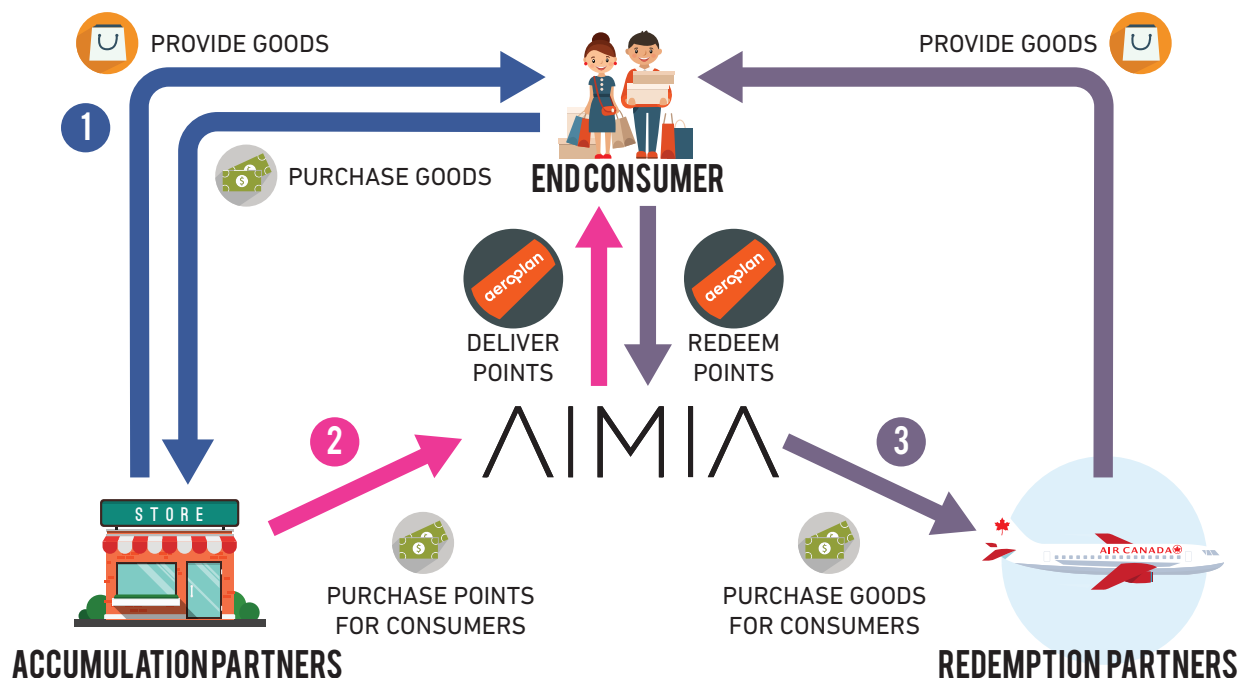 PROVIDE GOODS
PROVIDE GOODS
1
PURCHASE GOODS
END CONSUMER
aeroplan
aeroplan
DELIVER
POINTS
REDEEM
POINTS
AIMIA
2
3
STORE
$
$
$
AIR CANADA
PURCHASE POINTS
FOR CONSUMERS
PURCHASE GOODS
FOR CONSUMERS
ACCUMULATION PARTNERS
REDEMPTION PARTNERS